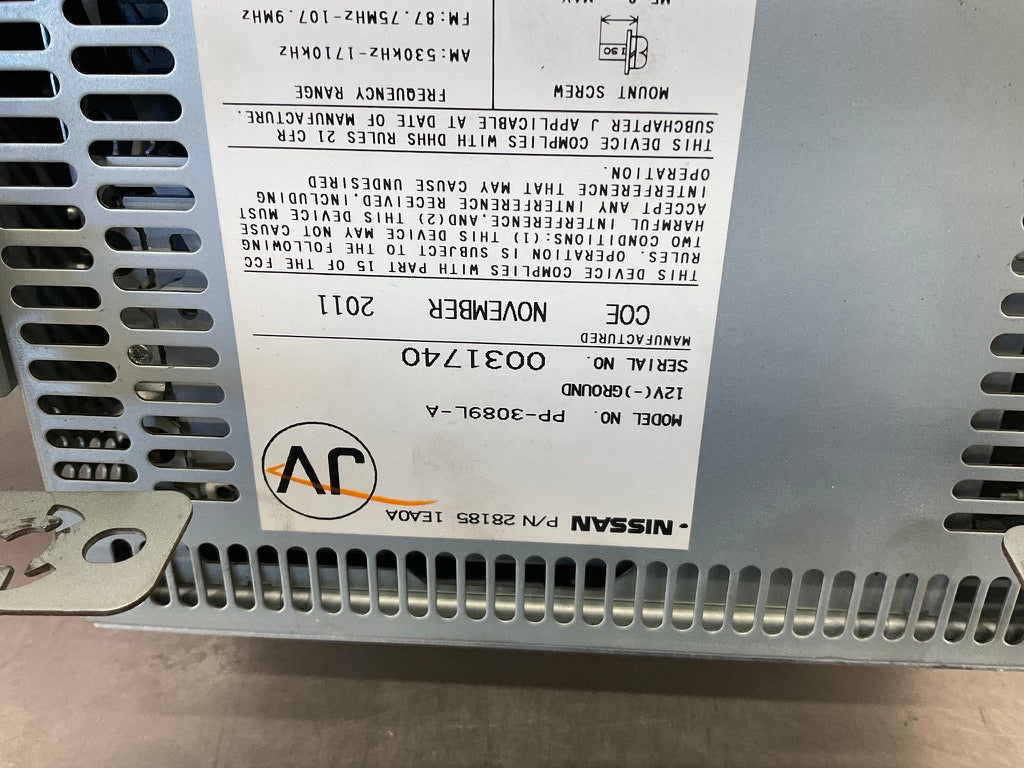 •NISSAN P/N 28185 1EA0A
JV
MODEL NO. PP-3089L-A
12V(-)GROUND
SERIAL NO. 0031740
MANUFACTURED
COE NOVEMBER 2011
THIS DEVICE COMPLIES WITH PART 15 OF THE FCC
RULES. OPERATION IS SUBJECT TO THE FOLLOWING
TWO CONDITIONS:(1) THIS DEVICE MAY NOT CAUSE
HARMFUL INTERFERENCE,AND(2) THIS DEVICE MUST
ACCEPT ANY INTERFERENCE RECEIVED,INCLUDING
INTERFERENCE THAT MAY CAUSE UNDESIRED
OPERATION.
THIS DEVICE COMPLIES WITH DHHS RULES 21 CFR
SUBCHAPTER J APPLICABLE AT DATE OF MANUFACTURE.
MOUNT SCREW
ISO
FREQUENCY RANGE
AM:530kHz-1710kHz
FM:87.75MHz-107.9MHz